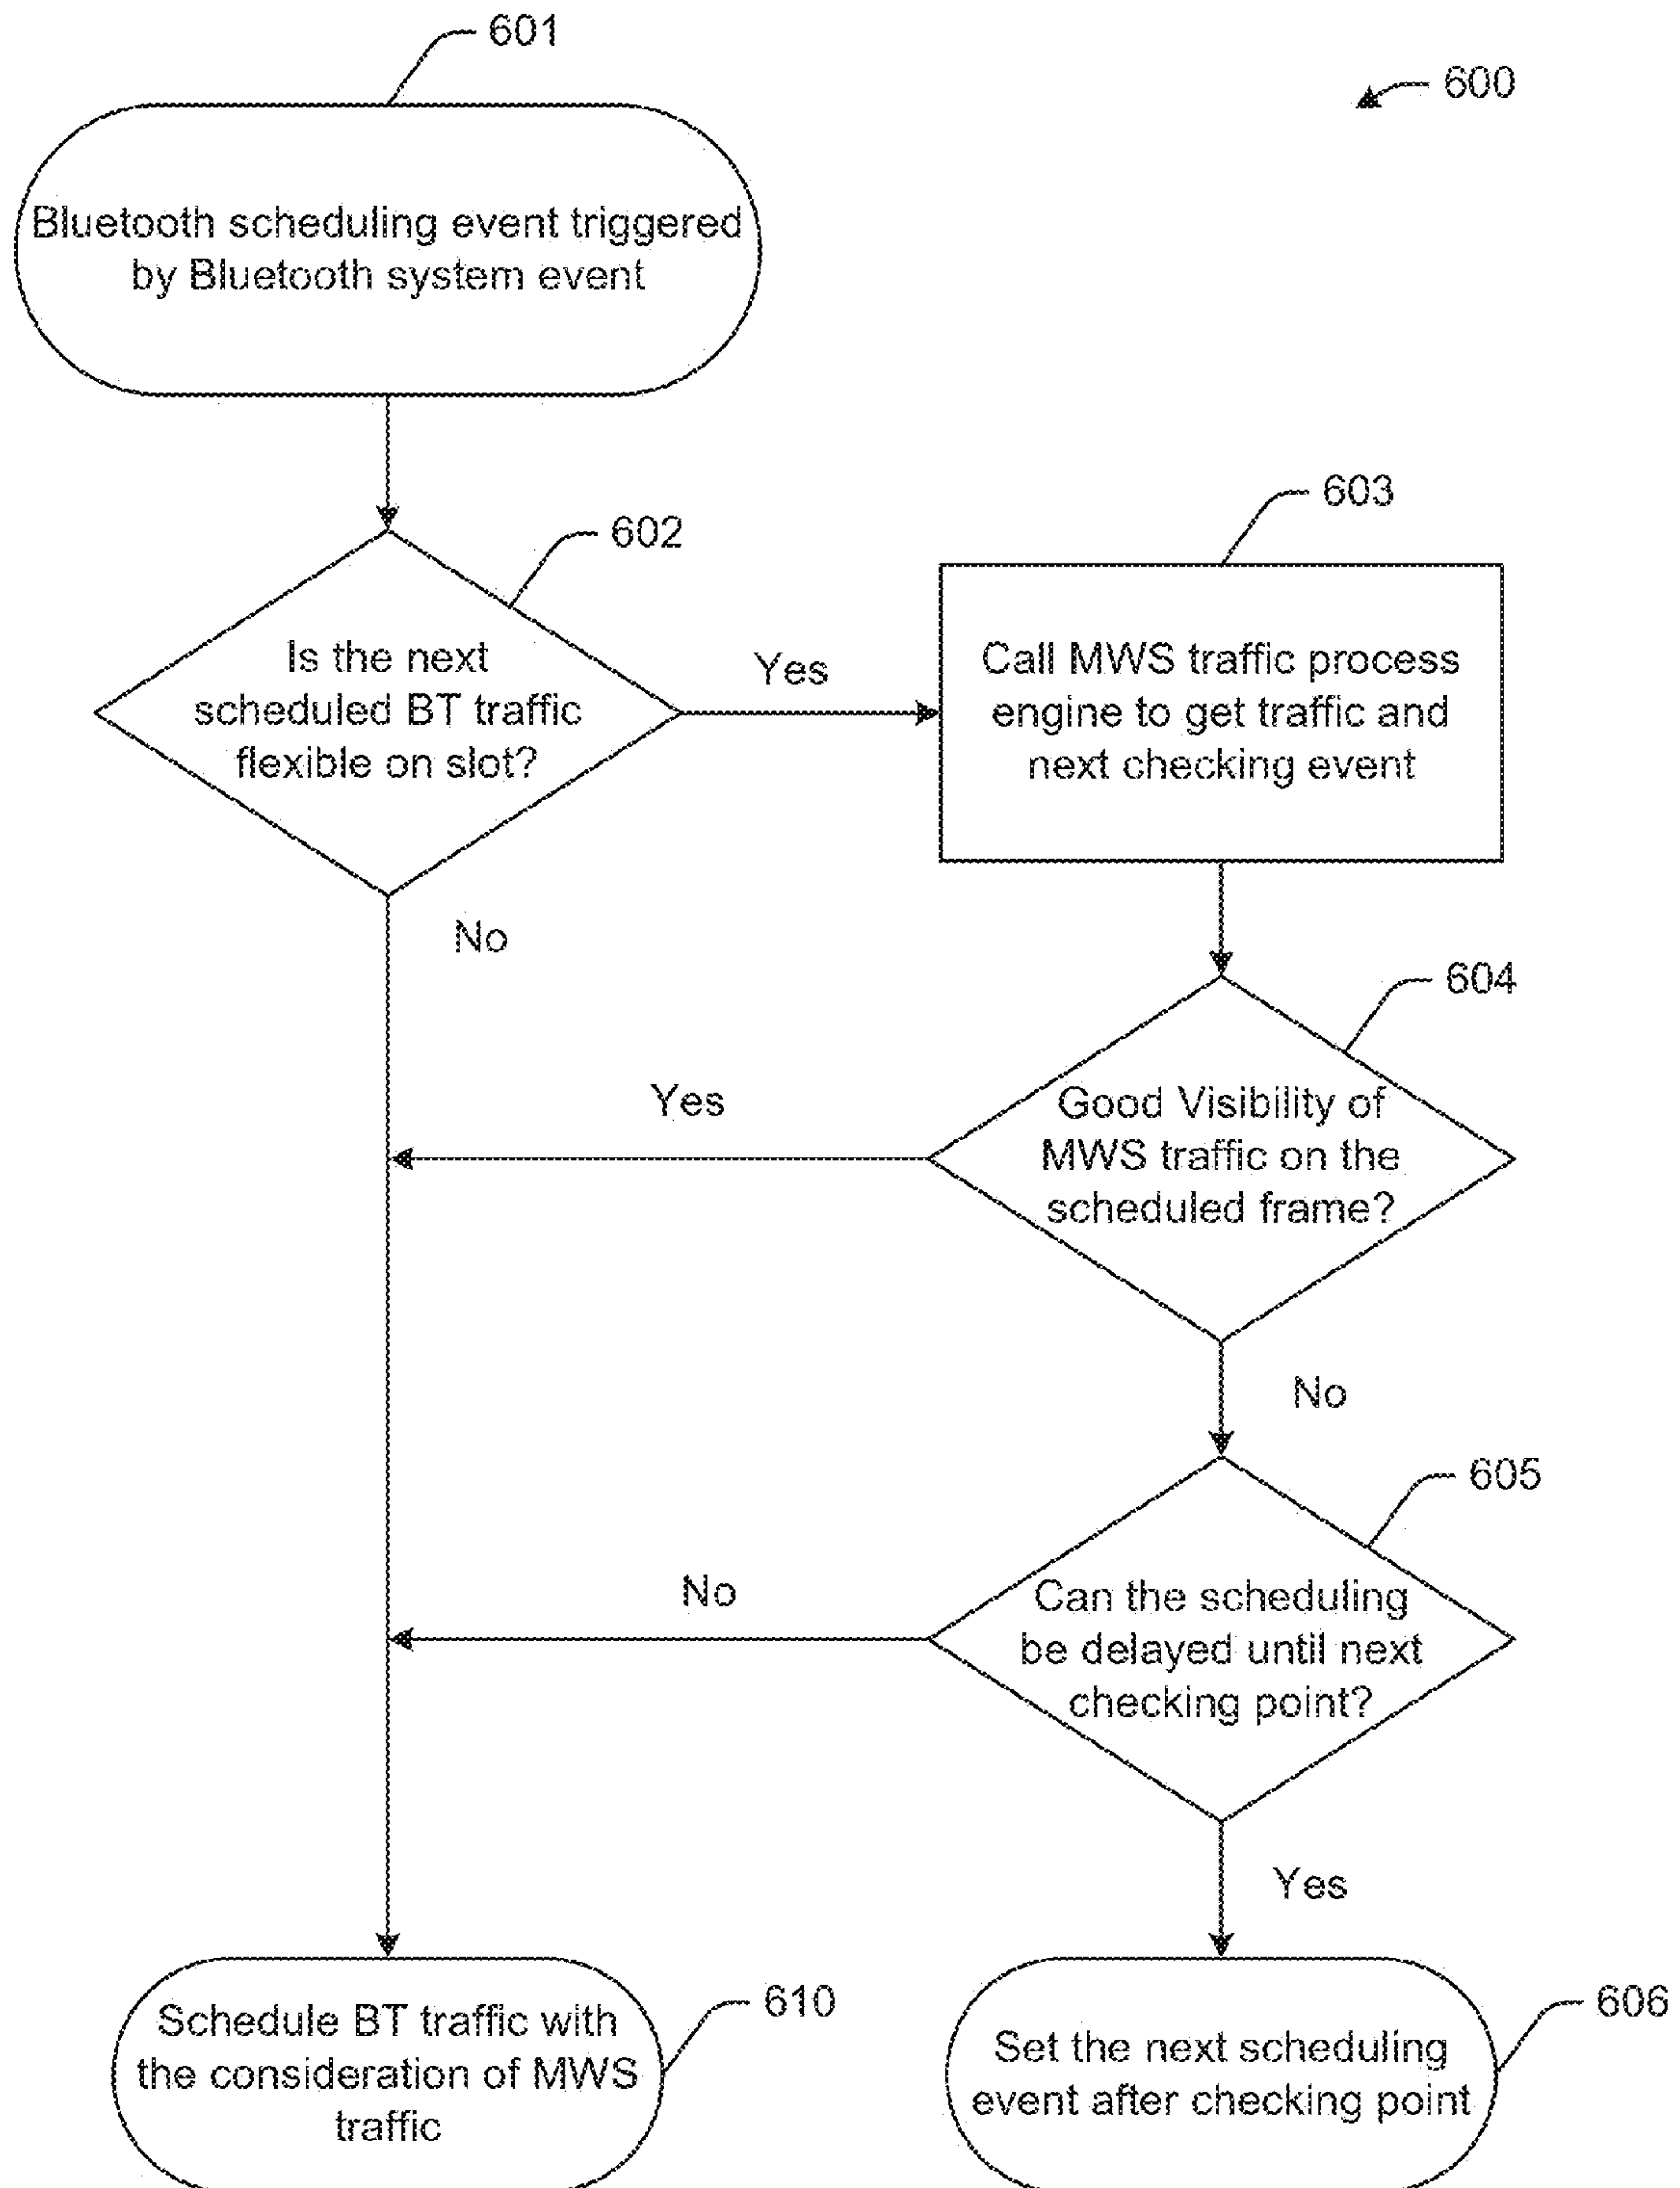 601
600
Bluetooth scheduling event triggered
by Bluetooth system event
602
603
Is the next
scheduled BT traffic
flexible on slot?
Yes
Call MWS traffic process
engine to get traffic and
next checking event
No
604
Yes
Good Visibility of
MWS traffic on the
scheduled frame?
No
605
No
Can the scheduling
be delayed until next
checking point?
Yes
610
Schedule BT traffic with
the consideration of MWS
traffic
606
Set the next scheduling
event after checking point